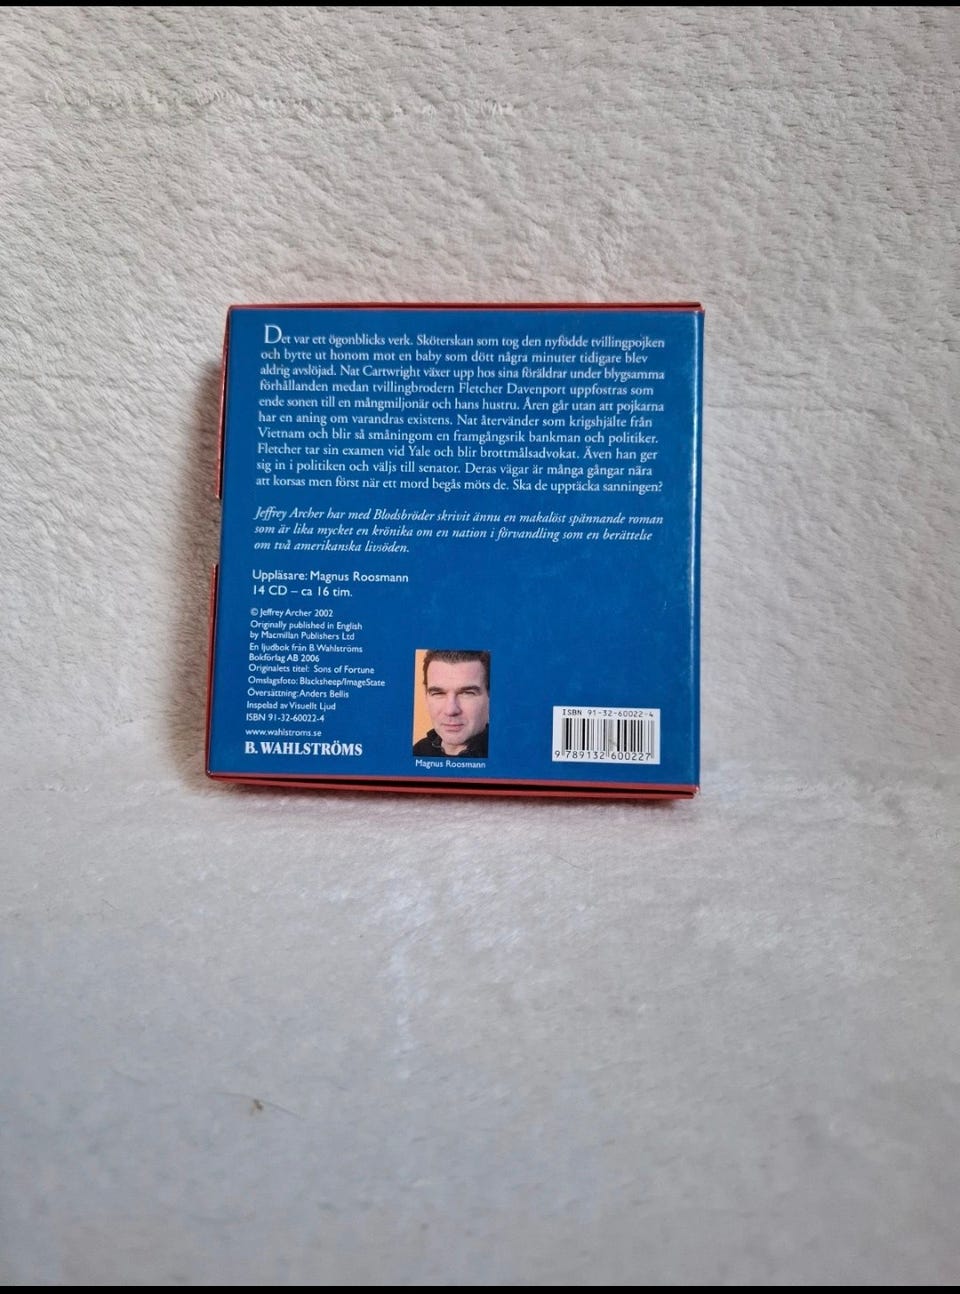 Det var ett ögonblicks verk. Sköterskan som tog den nyfödde tvillingpojken
och bytte ut honom mot en baby som dött några minuter tidigare blev
aldrig avslöjad. Nat Cartwright växer upp hos sina föräldrar under blygsamma
förhållanden medan tvillingbrodern Fletcher Davenport uppfostras som
ende sonen till en mångmiljonär och hans hustru. Åren går utan att pojkarna
har en aning om varandras existens. Nat återvänder som krigshjälte från
Vietnam och blir så småningom en framgångsrik bankman och politiker.
Fletcher tar sin examen vid Yale och blir brottmålsadvokat. Även han ger
sig in i politiken och väljs till senator. Deras vägar är många gångar nära
att korsas men först när ett mord begås möts de. Ska de upptäcka sanningen?
Jeffrey Archer har med Blodsbröder skrivit ännu en makalöst spännande roman
som är lika mycket en krönika om en nation i förvandling som en berättelse
om två amerikanska livsöden.
Uppläsare: Magnus Roosmann
14 CD – ca 16 tim.
© Jeffrey Archer 2002
Originally published in English
by Macmillan Publishers Ltd
En ljudbok från B.Wahlströms
Bokförlag AB 2006
Originalets titel: Sons of Fortune
Omslagsfoto: Blacksheep/ImageState
Översättning: Anders Bellis
Inspelad av Visuellt Ljud
ISBN 91-32-60022-4
www.wahlstroms.se
B. WAHLSTRÖMS
Magnus Roosmann
ISBN 91-32-60022-4
9 789132 600227